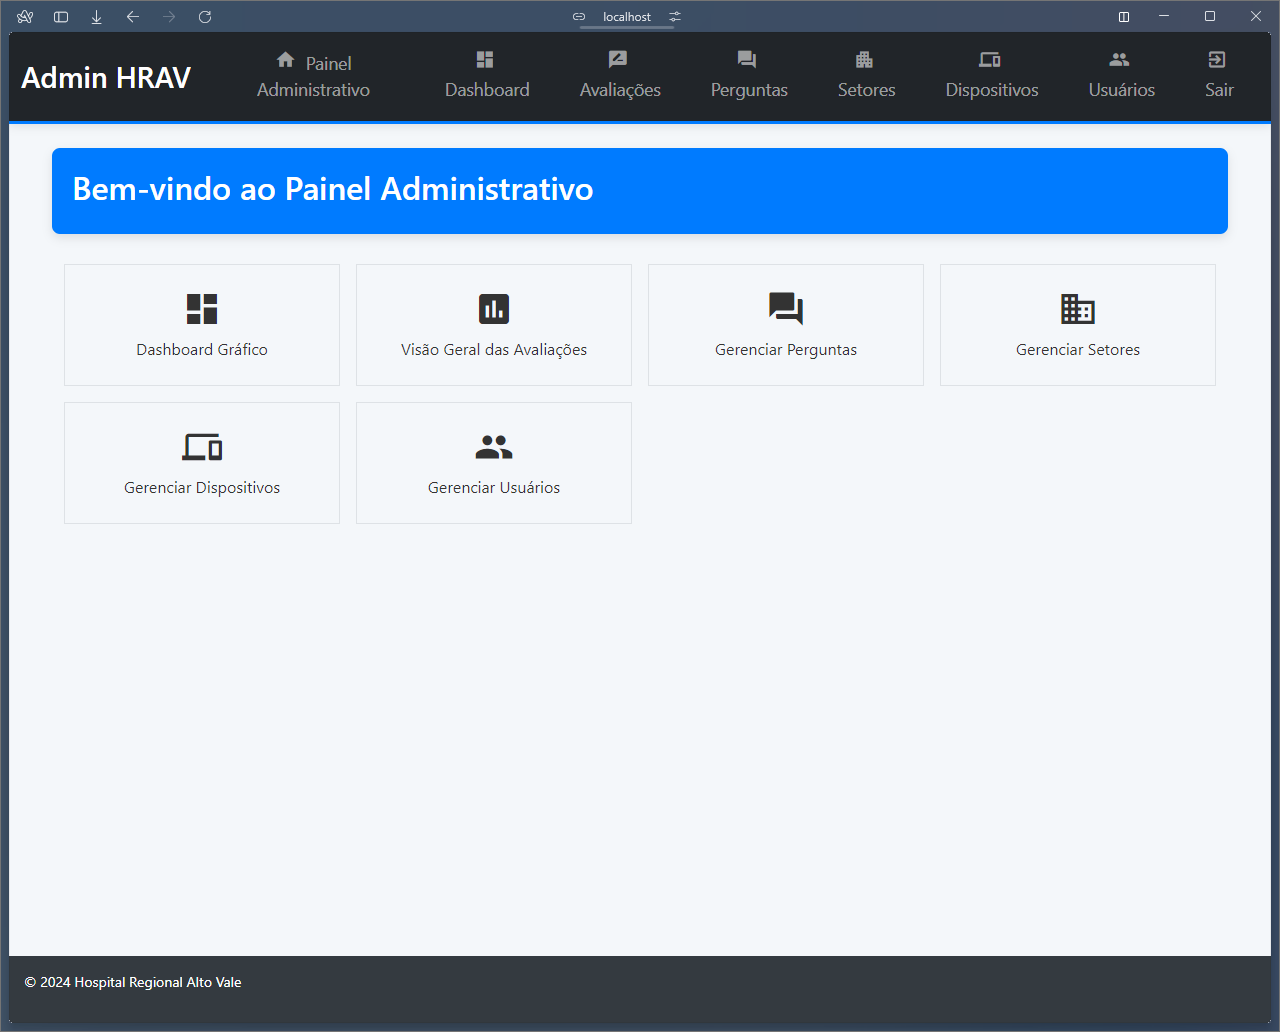 localhost
Admin HRAV
Painel
Administrativo
Dashboard
Avaliações
Perguntas
Setores
Dispositivos
Usuários
Sair
Bem-vindo ao Painel Administrativo
Dashboard Gráfico
Visão Geral das Avaliações
Gerenciar Perguntas
Gerenciar Setores
Gerenciar Dispositivos
Gerenciar Usuários
© 2024 Hospital Regional Alto Vale